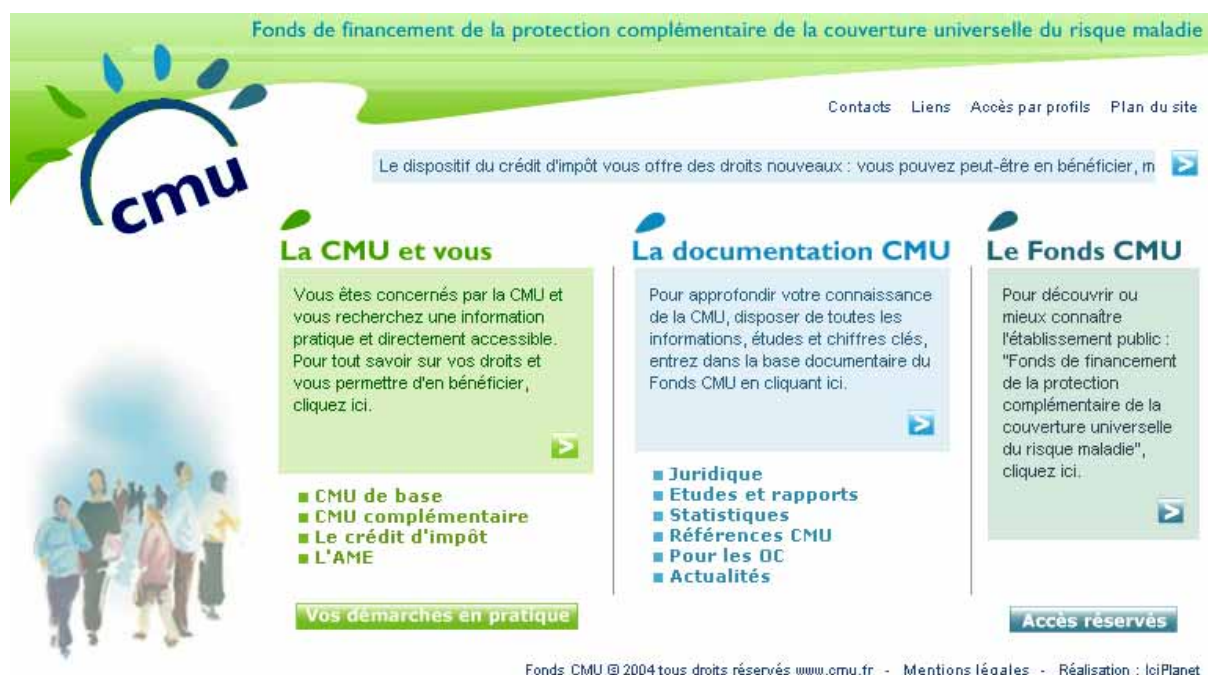 Fonds de financement de la protection complémentaire de la couverture universelle du risque maladie
Contacts Liens Accès par profils Plan du site
cmu
Le dispositif du crédit d'impôt vous offre des droits nouveaux : vous pouvez peut-être en bénéficier, m
La CMU et vous
Vous êtes concernés par la CMU et
vous recherchez une information
pratique et directement accessible.
Pour tout savoir sur vos droits et
vous permettre d'en bénéficier,
cliquez ici.
CMU de base
CMU complémentaire
Le crédit d'impôt
L'AME
Vos démarches en pratique
La documentation CMU
Pour approfondir votre connaissance
de la CMU, disposer de toutes les
informations, études et chiffres clés,
entrez dans la base documentaire du
Fonds CMU en cliquant ici.
Juridique
Etudes et rapports
Statistiques
Références CMU
Pour les OC
Actualités
Le Fonds CMU
Pour découvrir ou
mieux connaître
l'établissement public :
"Fonds de financement
de la protection
complémentaire de la
couverture universelle
du risque maladie",
cliquez ici.
Accès réservés
Fonds CMU © 2004 tous droits réservés www.cmu.fr - Mentions légales - Réalisation : IciPlanet